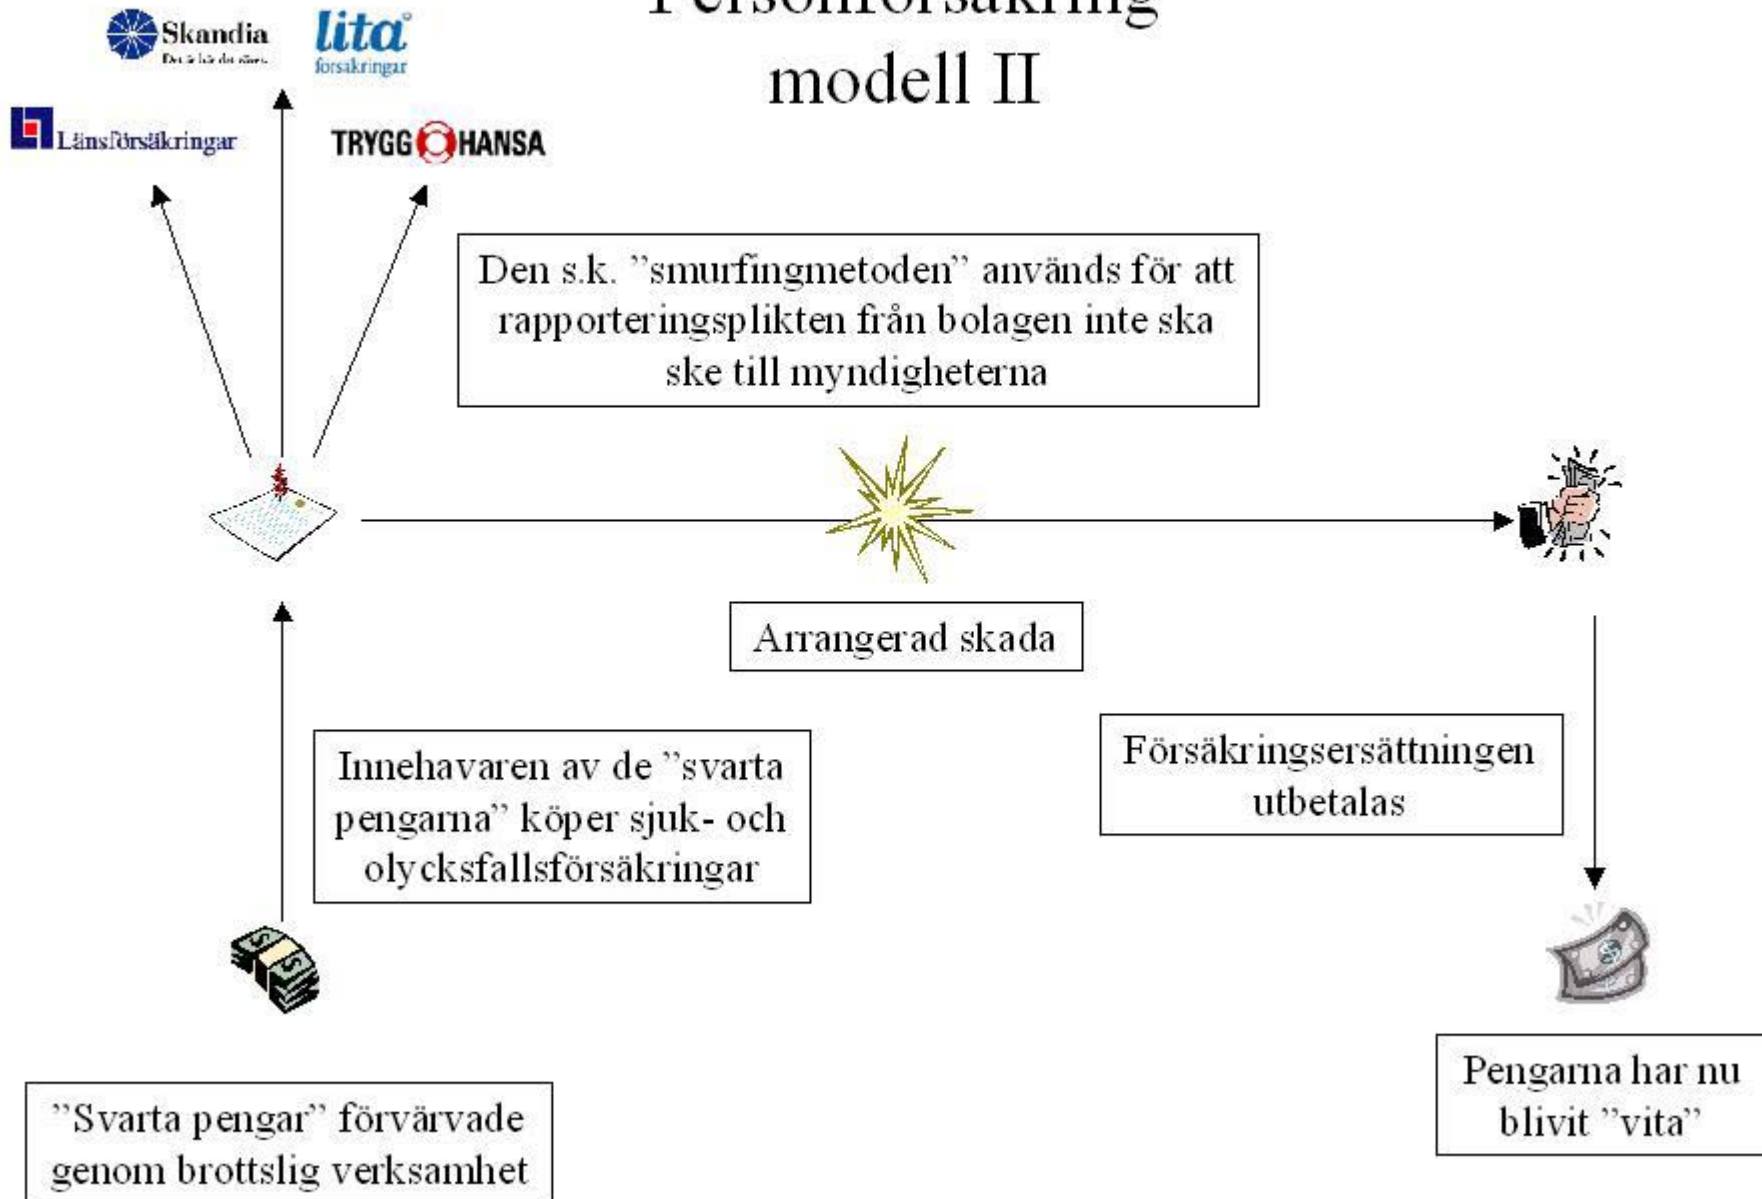 Personförsäkring
modell II
Skandia
lita
försäkringar
Länsförsäkringar
TRYGG HANSA
Den s.k. ”smurfingmetoden” används för att
rapporteringsplikten från bolagen inte ska
ske till myndigheterna
Arrangerad skada
Innehavaren av de ”svarta
pengarna” köper sjuk- och
olycksfallsförsäkringar
Försäkringsersättningen
utbetalas
”Svarta pengar” förvärvade
genom brottslig verksamhet
Pengarna har nu
blivit ”vita”